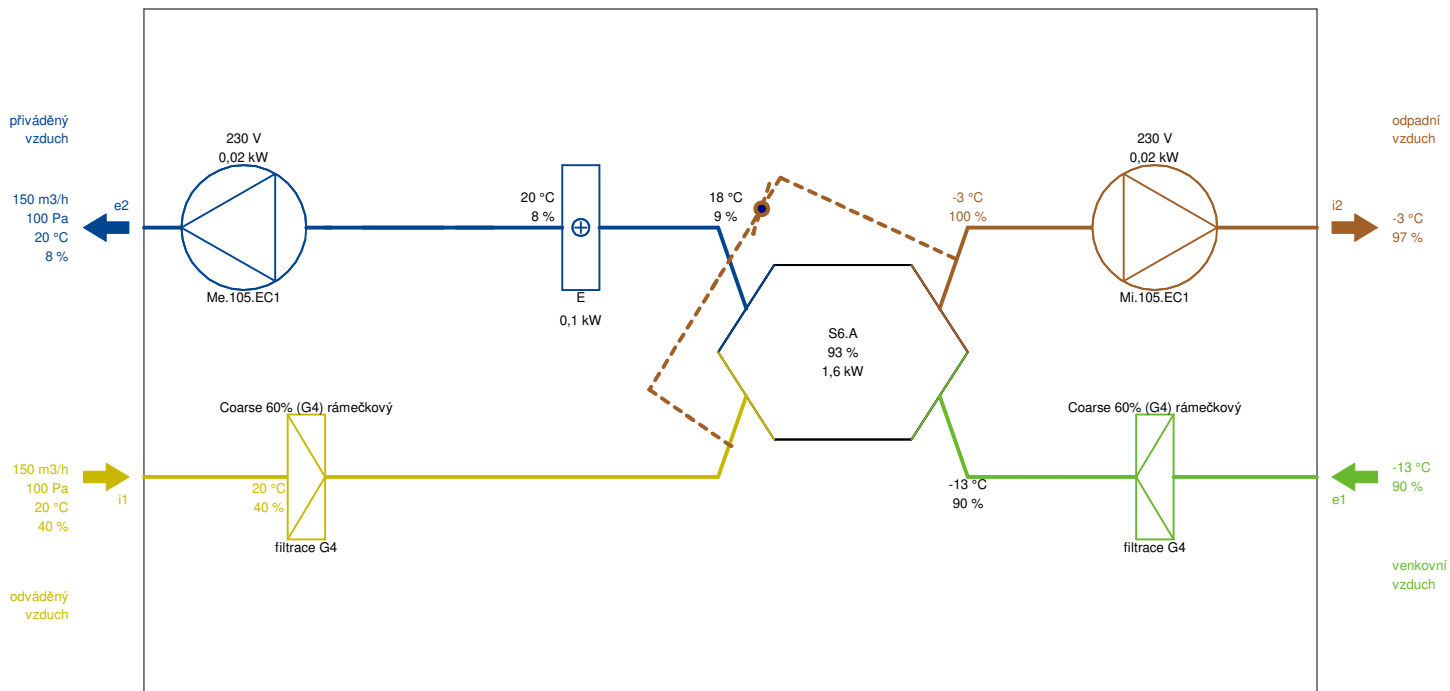 přiváděný
vzduch
150 m3/h
100 Pa
20 °C
8 %
e2
230 V
0,02 kW
Me.105.EC1
20 °C
8 %
E
0,1 kW
18 °C
9 %
-3 °C
100 %
230 V
0,02 kW
Mi.105.EC1
odpadní
vzduch
i2
-3 °C
97 %
S6.A
93 %
1,6 kW
150 m3/h
100 Pa
20 °C
40 %
i1
odváděný
vzduch
Coarse 60% (G4) rámečkový
20 °C
40 %
filtrace G4
-13 °C
90 %
Coarse 60% (G4) rámečkový
filtrace G4
-13 °C
90 %
e1
venkovní
vzduch